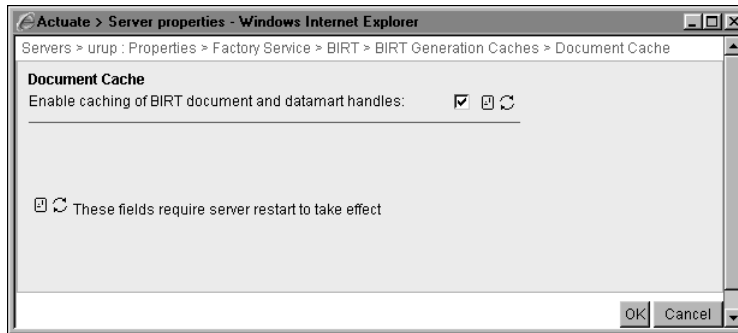 Actuate > Server properties - Windows Internet Explorer
Servers > urup : Properties > Factory Service > BIRT > BIRT Generation Caches > Document Cache
Document Cache
Enable caching of BIRT document and datamart handles:
These fields require server restart to take effect
OK Cancel